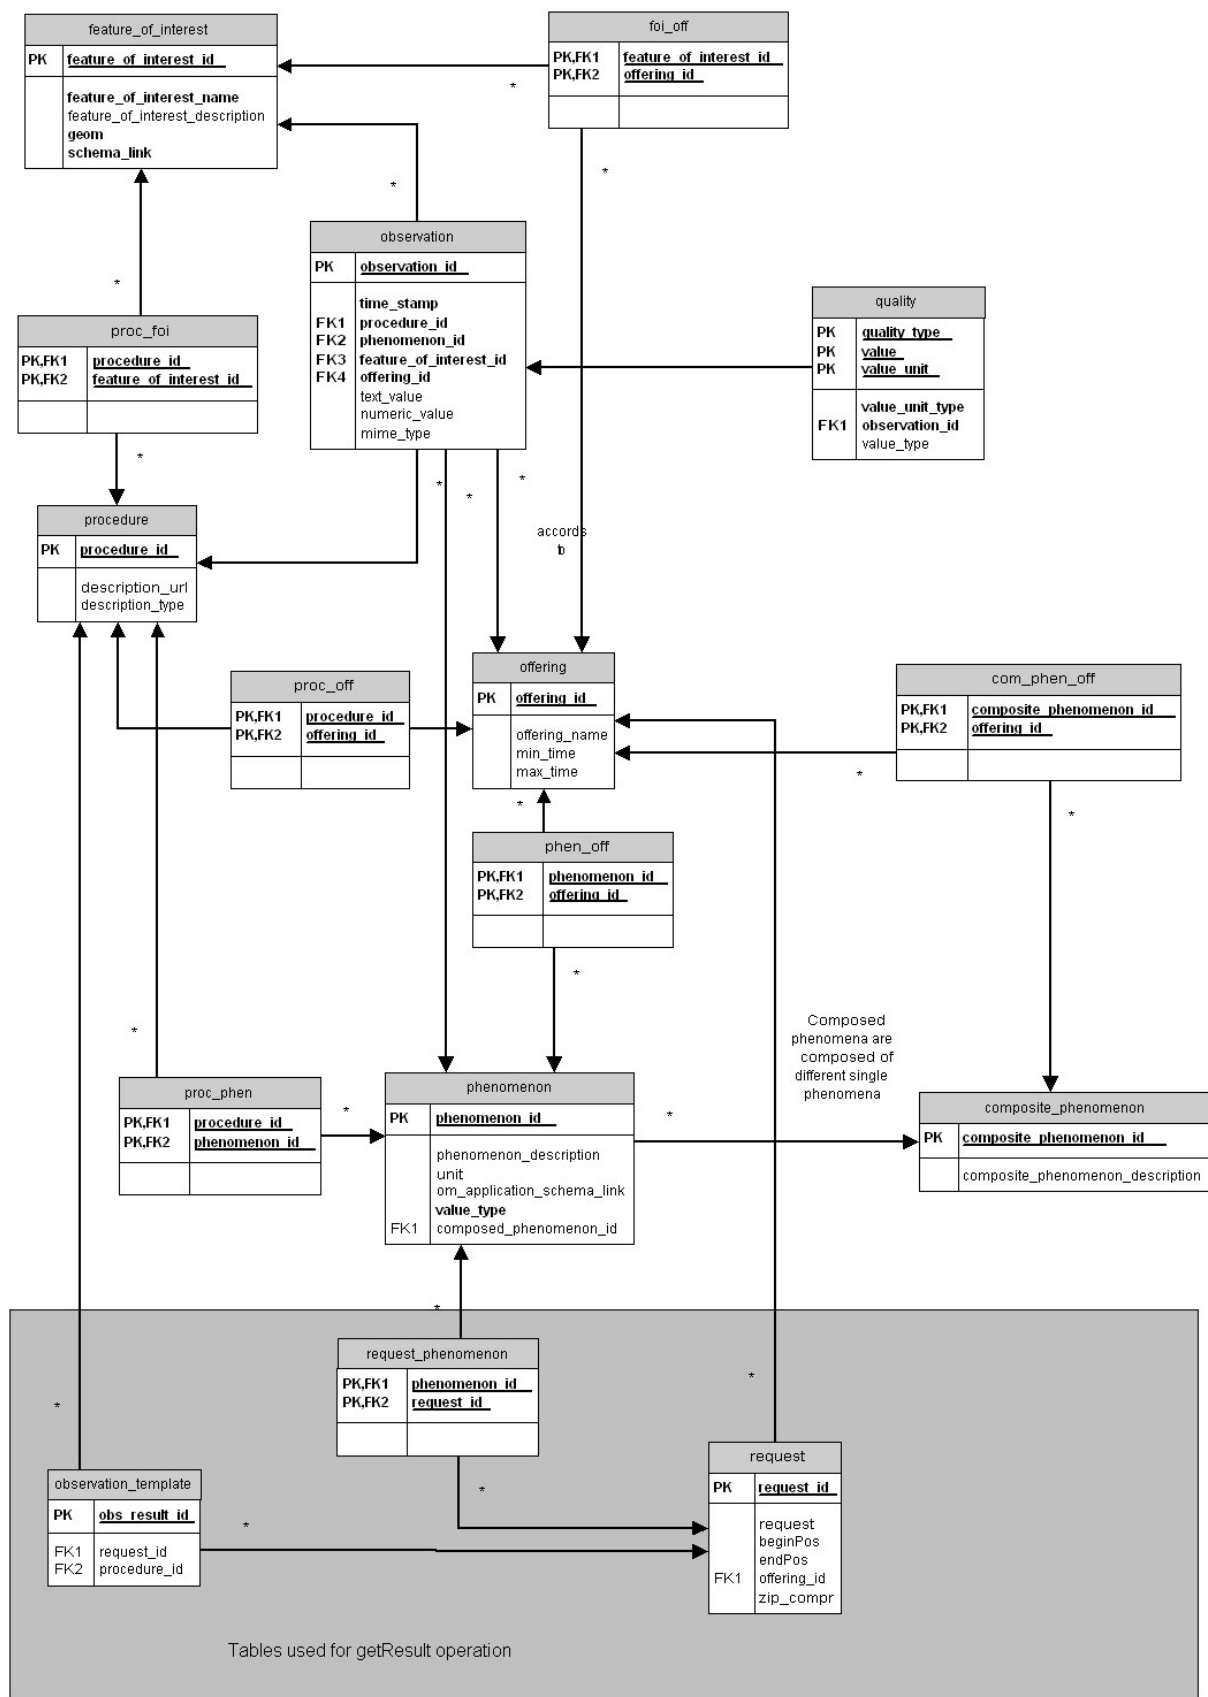 feature_of_interest
PK feature_of_interest_id
feature_of_interest_name
feature_of_interest_description
geom
schema_link
foi_off
PK,FK1 feature_of_interest_id
PK,FK2 offering_id
*
*
*
observation
PK observation_id
time_stamp
FK1 procedure_id
FK2 phenomenon_id
FK3 feature_of_interest_id
FK4 offering_id
text_value
numeric_value
mime_type
quality
PK quality_type
PK value
PK value_unit
value_unit_type
FK1 observation_id
value_type
*
proc_foi
PK,FK1 procedure_id
PK,FK2 feature_of_interest_id
*
*
*
*
accords
to
procedure
PK procedure_id
description_url
description_type
proc_off
PK,FK1 procedure_id
PK,FK2 offering_id
offering
PK offering_id
offering_name
min_time
max_time
com_phen_off
PK,FK1 composite_phenomenon_id
PK,FK2 offering_id
*
*
*
phen_off
PK,FK1 phenomenon_id
PK,FK2 offering_id
*
Composed
phenomena are
composed of
different single
phenomena
*
proc_phen
PK,FK1 procedure_id
PK,FK2 phenomenon_id
*
phenomenon
PK phenomenon_id
phenomenon_description
unit
om_application_schema_link
value_type
FK1 composed_phenomenon_id
*
composite_phenomenon
PK composite_phenomenon_id
composite_phenomenon_description
*
request_phenomenon
PK,FK1 phenomenon_id
PK,FK2 request_id
*
*
*
observation_template
PK obs_result_id
FK1 request_id
FK2 procedure_id
*
request
PK request_id
request
beginPos
endPos
FK1 offering_id
zip_compr
Tables used for getResult operation